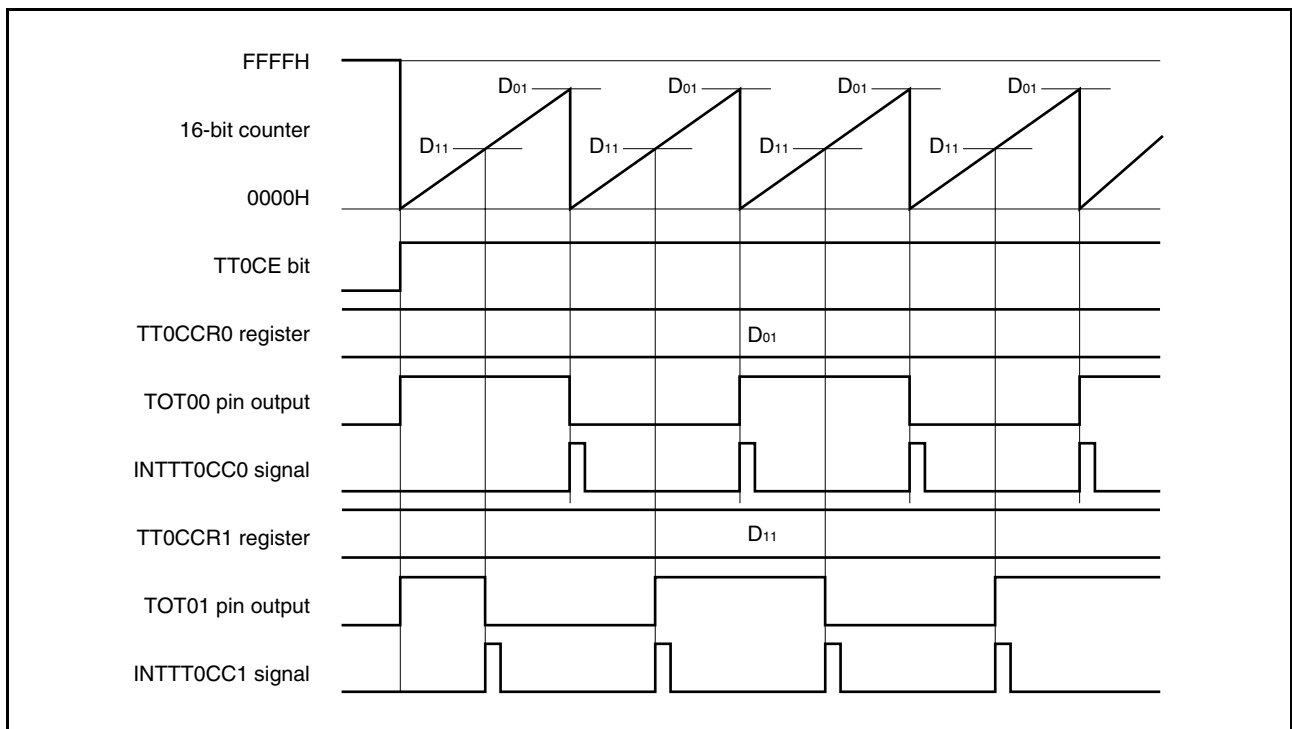 FFFFH
D01 D01 D01 D01
16-bit counter
D11 D11 D11 D11
0000H
TT0CE bit
TT0CCR0 register
D01
TOT00 pin output
INTTT0CC0 signal
TT0CCR1 register
D11
TOT01 pin output
INTTT0CC1 signal